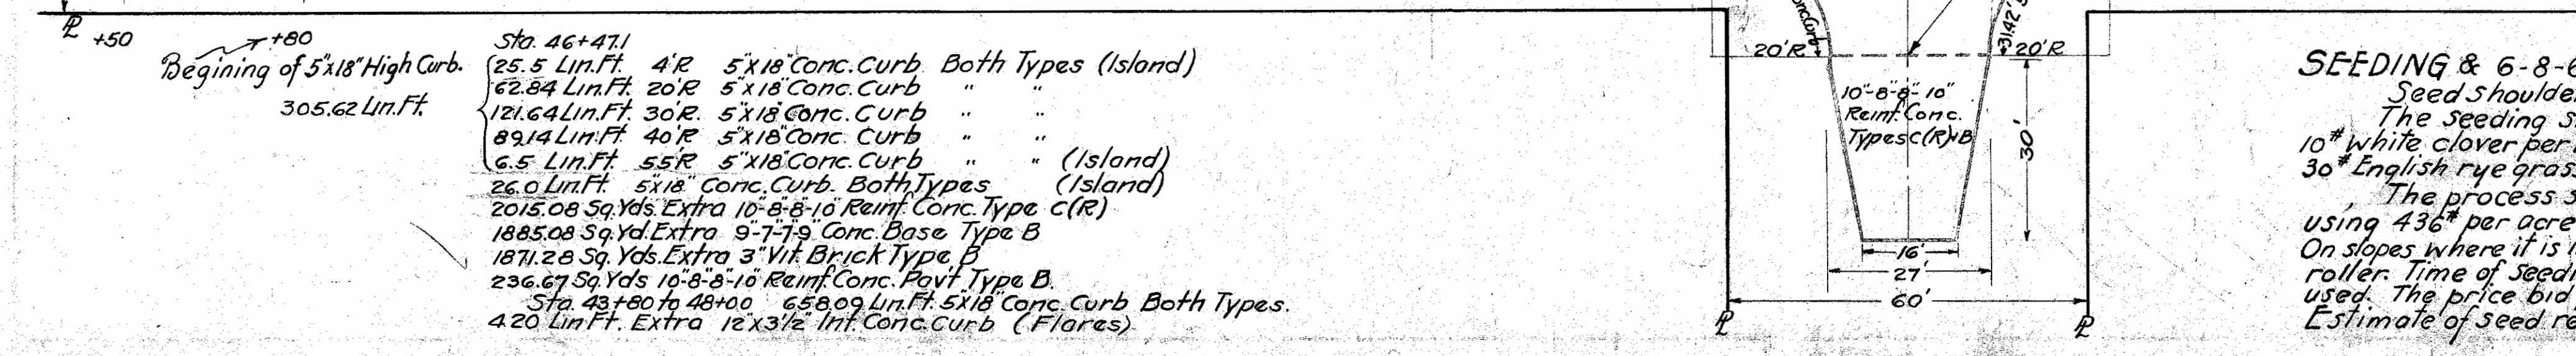 ℄ +50 +80
Begining of 5"x18" High Curb.
305.62 Lin.Ft.
Sta. 46+47.1
25.5 Lin.Ft. 4'R 5"x18" Conc. Curb Both Types (Island)
62.84 Lin.Ft. 20'R 5"x18" Conc. Curb " "
121.64 Lin.Ft. 30'R. 5"x18" Conc. Curb " "
89.14 Lin.Ft. 40'R 5"x18" Conc. Curb " "
6.5 Lin.Ft. 55'R 5"x18" Conc. Curb " " (Island)
26.0 Lin.Ft. 5"x18" Conc. Curb. Both Types (Island)
2015.08 Sq. Yds. Extra 10"-8"-8"-10" Reinf. Conc. Type C(R)
1885.08 Sq. Yd. Extra 9"-7"-7"-9" Conc. Base Type B
1871.28 Sq. Yds. Extra 3" Vit. Brick Type B
236.67 Sq. Yds 10"-8"-8"-10" Reinf. Conc. Pav't Type B.
Sta. 43+80 to 48+00 658.09 Lin.Ft. 5"x18" Conc. Curb Both Types.
420 Lin.Ft. Extra 12"x3½" Int. Conc. Curb (Flares)
Conc Curb
31.42'
20'R
20'R
10"-8"-8"-10"
Reinf. Conc.
Types C(R)&B
30'
16'
27'
60'
℄
℄
SEEDING & 6-8-6
Seed shoulde
The seeding s
10# White clover per
30# English rye gras
The process s
using 436# per acre
On slopes where it is
roller. Time of Seedi
used. The price bid
Estimate of seed re